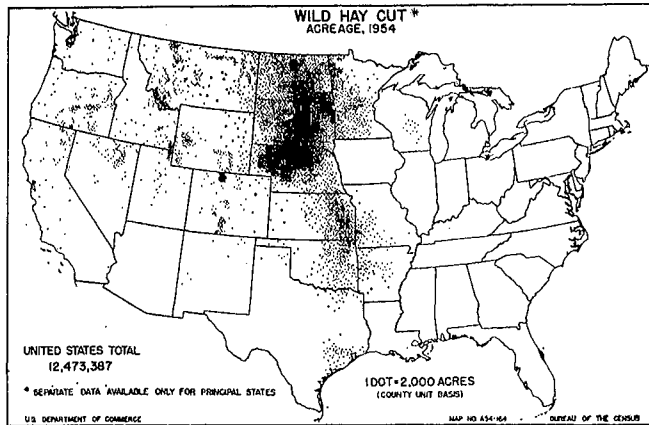 WILD HAY CUT *
ACREAGE, 1954
UNITED STATES TOTAL
12,473,387
* SEPARATE DATA AVAILABLE ONLY FOR PRINCIPAL STATES
1 DOT = 2,000 ACRES
(COUNTY UNIT BASIS)
U.S. DEPARTMENT OF COMMERCE
MAP NO. A54-164
BUREAU OF THE CENSUS